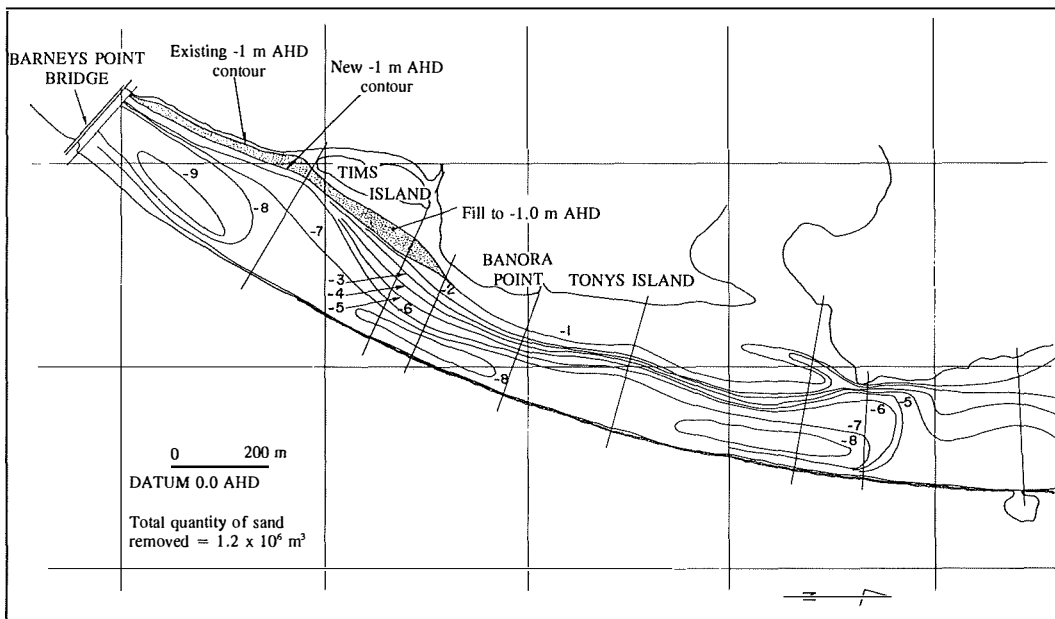 BARNEYS POINT
BRIDGE
Existing -1 m AHD
contour
New -1 m AHD
contour
TIMS
ISLAND
Fill to -1.0 m AHD
BANORA
POINT
TONYS ISLAND
-9
-8
-7
-3
-4
-5
-6
-2
-1
-8
-5
-6
-7
-8
0 200 m
DATUM 0.0 AHD
Total quantity of sand
removed = 1.2 x 10⁶ m³
N